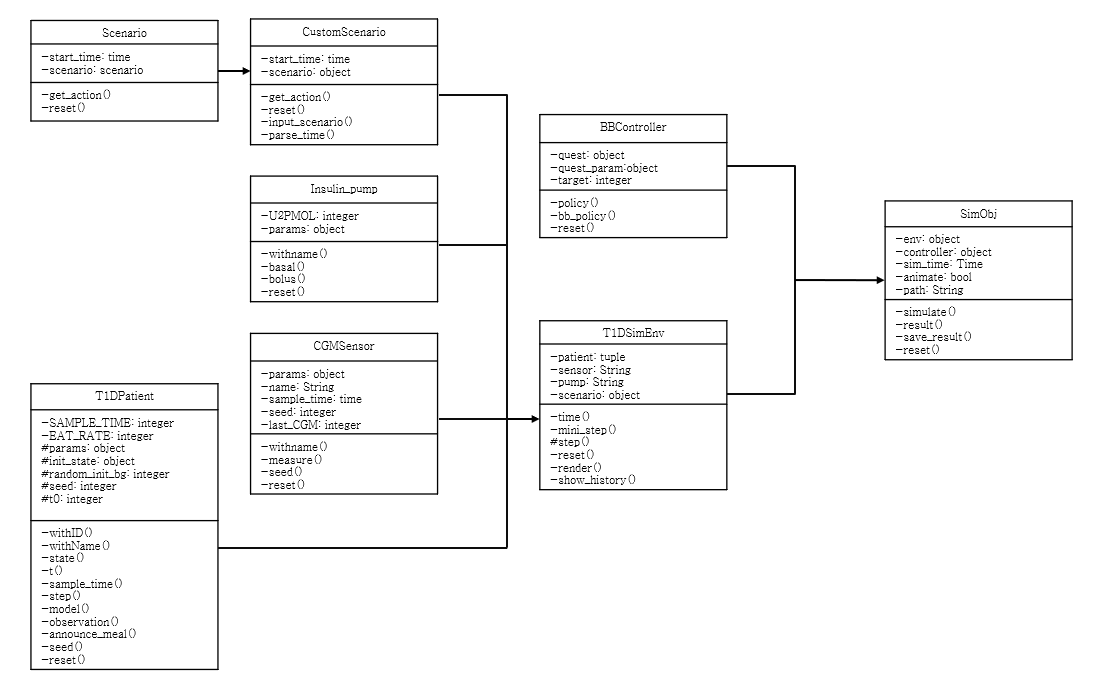 Scenario
-start_time: time
-scenario: scenario
-get_action()
-reset()
CustomScenario
-start_time: time
-scenario: object
-get_action()
-reset()
-input_scenario()
-parse_time()
Insulin_pump
-U2PMOL: integer
-params: object
-withname()
-basal()
-bolus()
-reset()
CGMSensor
-params: object
-name: String
-sample_time: time
-seed: integer
-last_CGM: integer
-withname()
-measure()
-seed()
-reset()
T1DPatient
-SAMPLE_TIME: integer
-EAT_RATE: integer
#params: object
#init_state: object
#random_init_bg: integer
#seed: integer
#t0: integer
-withID()
-withName()
-state()
-t()
-sample_time()
-step()
-model()
-observation()
-announce_meal()
-seed()
-reset()
BBController
-quest: object
-quest_param:object
-target: integer
-policy()
-bb_policy()
-reset()
T1DSimEnv
-patient: tuple
-sensor: String
-pump: String
-scenario: object
-time()
-mini_step()
#step()
-reset()
-render()
-show_history()
SimObj
-env: object
-controller: object
-sim_time: Time
-animate: bool
-path: String
-simulate()
-result()
-save_result()
-reset()